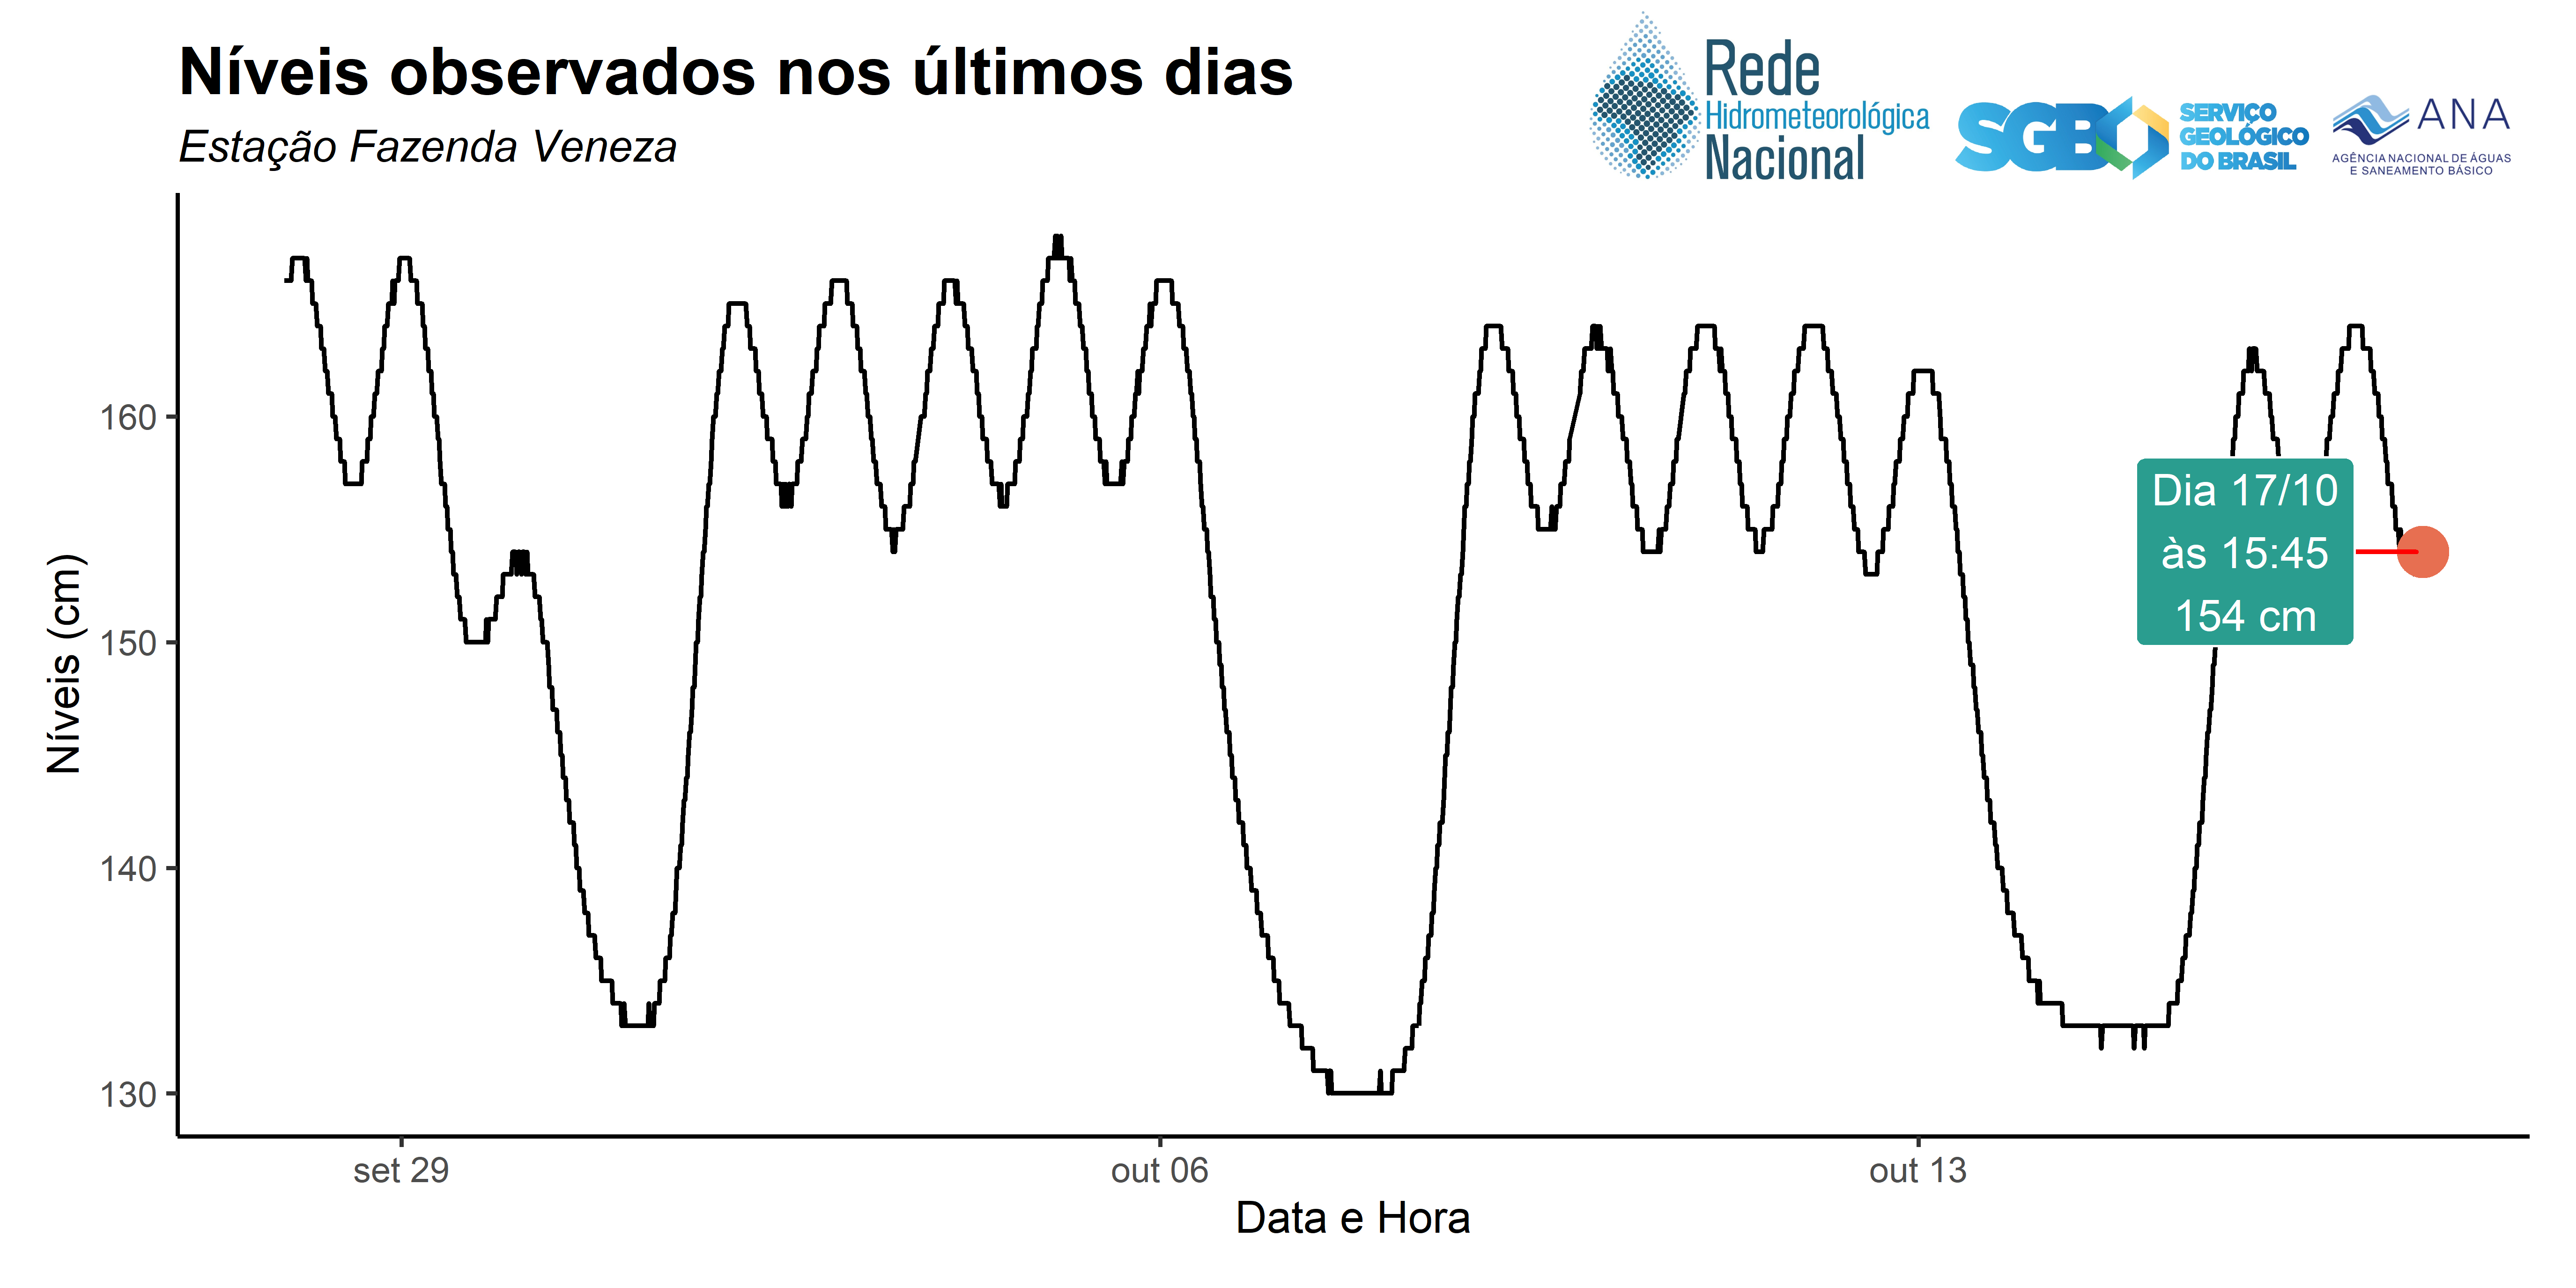 Níveis observados nos últimos dias
Estação Fazenda Veneza
Rede
Hidrometeorológica
Nacional
SGB
SERVIÇO
GEOLÓGICO
DO BRASIL
ANA
AGÊNCIA NACIONAL DE ÁGUAS
E SANEAMENTO BÁSICO
Níveis (cm)
160
150
140
130
Dia 17/10
às 15:45
154 cm
set 29
out 06
out 13
Data e Hora